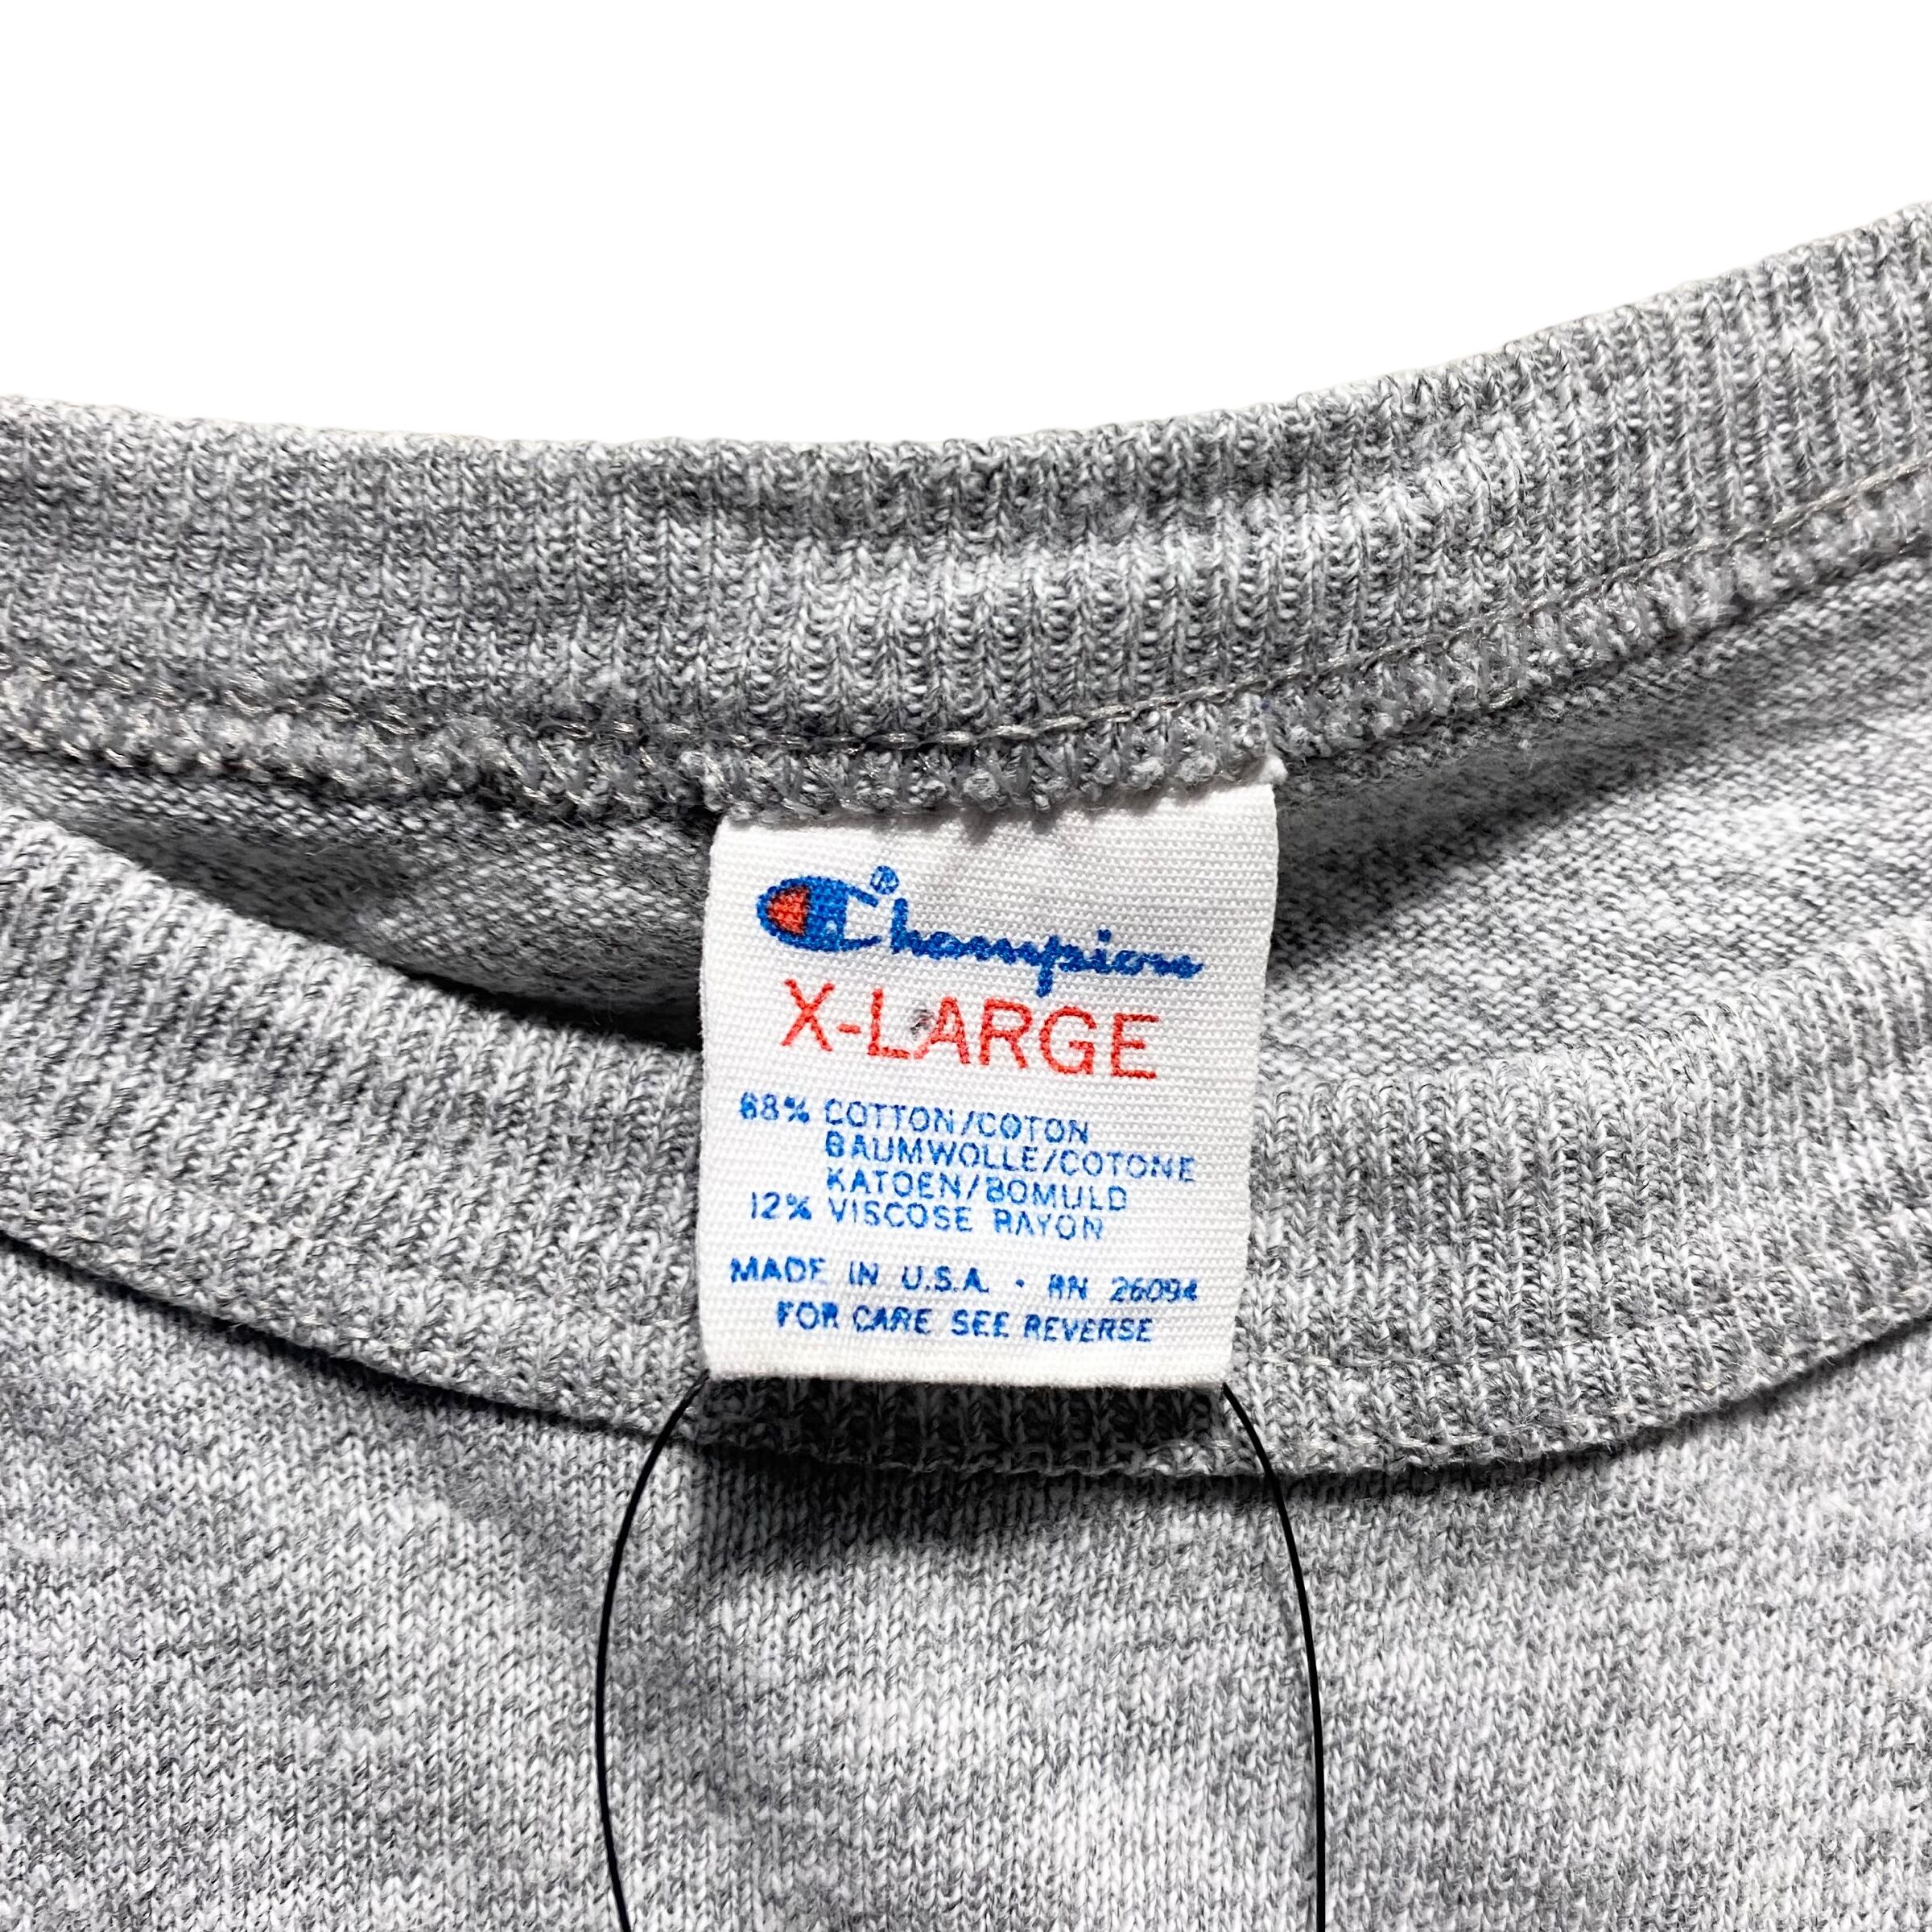 Champion®
X-LARGE
88% COTTON/COTON
BAUMWOLLE/COTONE
KATOEN/BOMULD
12% VISCOSE RAYON
MADE IN U.S.A. • RN 26094
FOR CARE SEE REVERSE